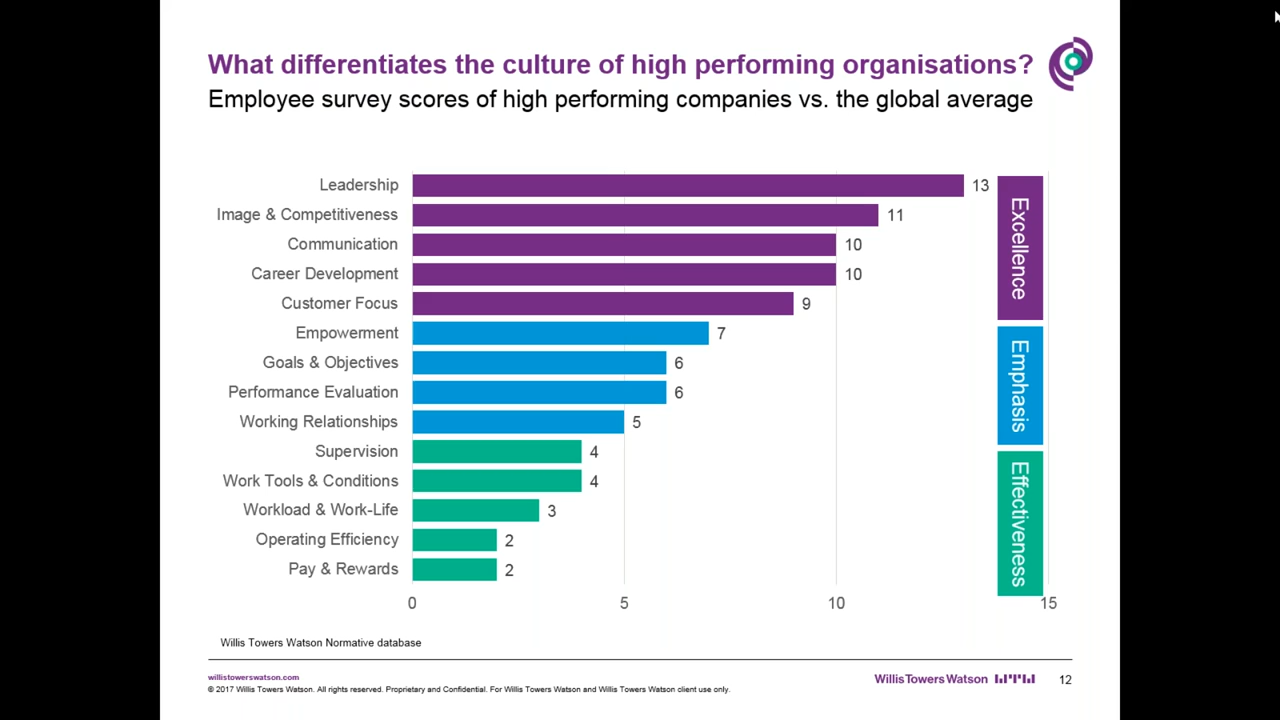 What differentiates the culture of high performing organisations?
Employee survey scores of high performing companies vs. the global average
Leadership 13
Image & Competitiveness 11
Communication 10
Career Development 10
Customer Focus 9
Empowerment 7
Goals & Objectives 6
Performance Evaluation 6
Working Relationships 5
Supervision 4
Work Tools & Conditions 4
Workload & Work-Life 3
Operating Efficiency 2
Pay & Rewards 2
0 5 10 15
Excellence
Emphasis
Effectiveness
Willis Towers Watson Normative database
willistowerswatson.com
© 2017 Willis Towers Watson. All rights reserved. Proprietary and Confidential. For Willis Towers Watson and Willis Towers Watson client use only.
WillisTowersWatson
12